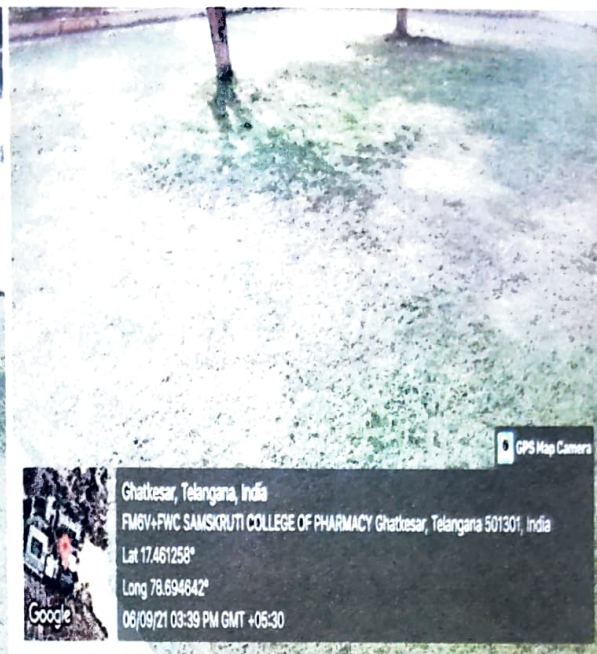 GPS Map Camera
Ghatkesar, Telangana, India
FM6V+FWC SAMSKRUTI COLLEGE OF PHARMACY Ghatkesar, Telangana 501301, India
Lat 17.461258°
Long 78.694642°
06/09/21 03:39 PM GMT +05:30
Google